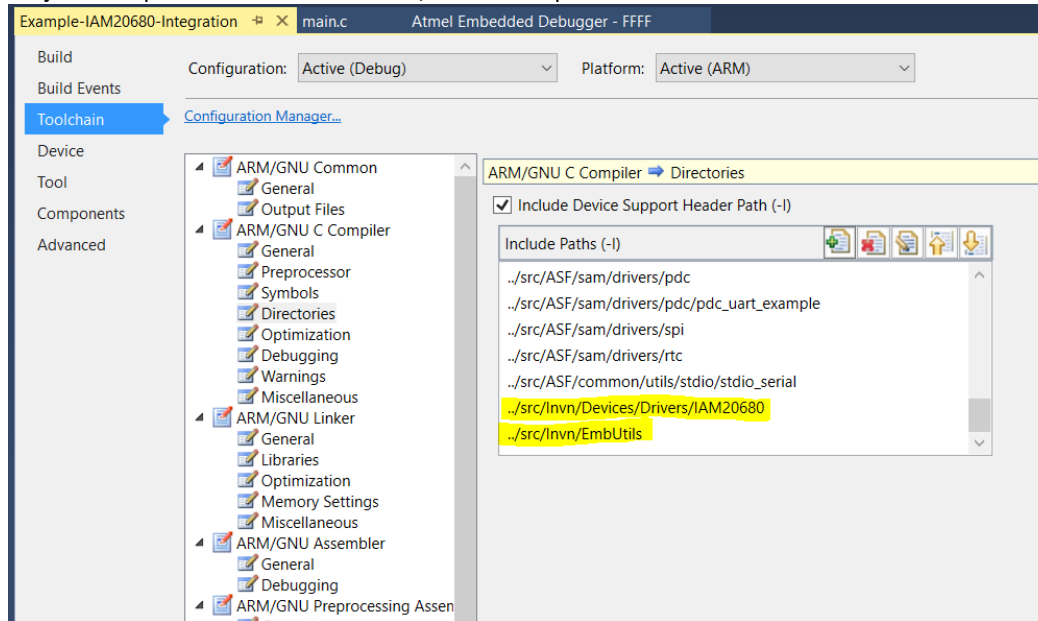 Example-IAM20680-Integration main.c Atmel Embedded Debugger - FFFF
Build
Build Events
Toolchain
Device
Tool
Components
Advanced
Configuration: Active (Debug) Platform: Active (ARM)
Configuration Manager...
ARM/GNU Common
General
Output Files
ARM/GNU C Compiler
General
Preprocessor
Symbols
Directories
Optimization
Debugging
Warnings
Miscellaneous
ARM/GNU Linker
General
Libraries
Optimization
Memory Settings
Miscellaneous
ARM/GNU Assembler
General
Debugging
ARM/GNU Preprocessing Assen
ARM/GNU C Compiler Directories
Include Device Support Header Path (-I)
Include Paths (-I)
../src/ASF/sam/drivers/pdc
../src/ASF/sam/drivers/pdc/pdc_uart_example
../src/ASF/sam/drivers/spi
../src/ASF/sam/drivers/rtc
../src/ASF/common/utils/stdio/stdio_serial
../src/Invn/Devices/Drivers/IAM20680
../src/Invn/EmbUtils